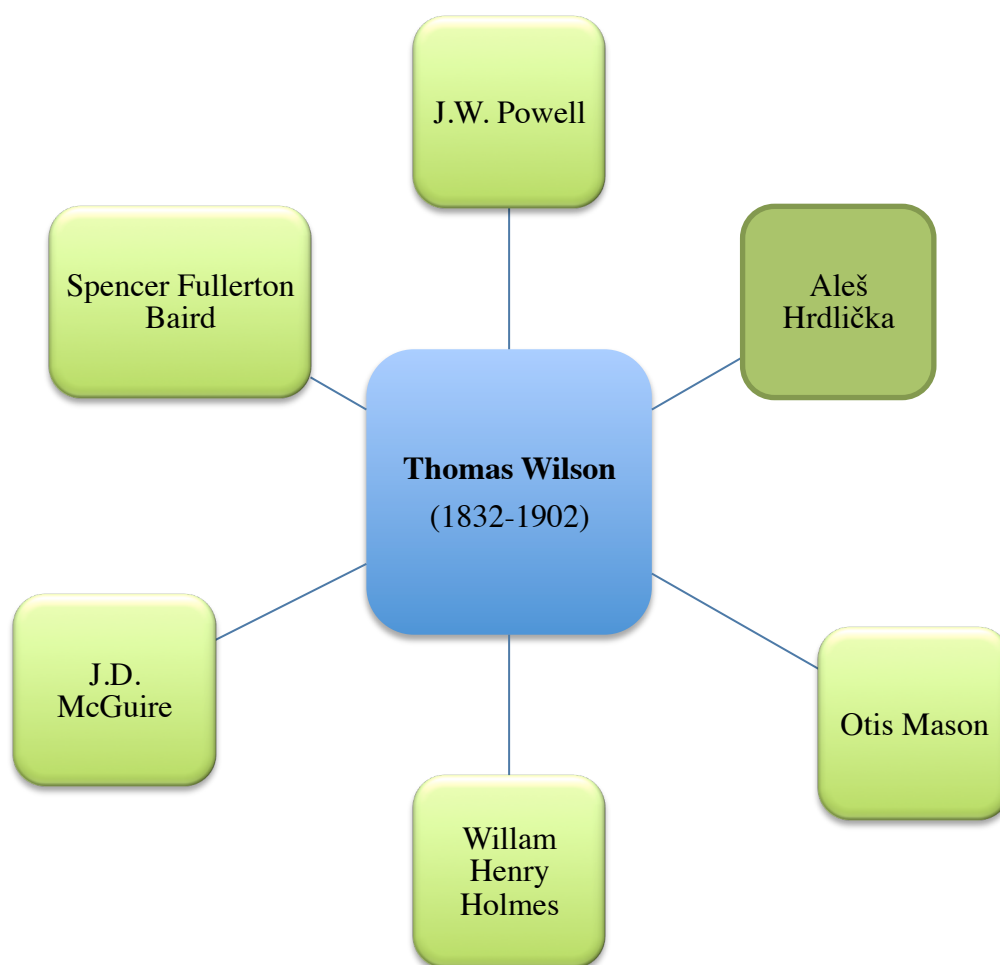 J.W. Powell
Spencer Fullerton
Baird
Aleš
Hrdlička
Thomas Wilson
(1832-1902)
J.D.
McGuire
Otis Mason
Willam
Henry
Holmes